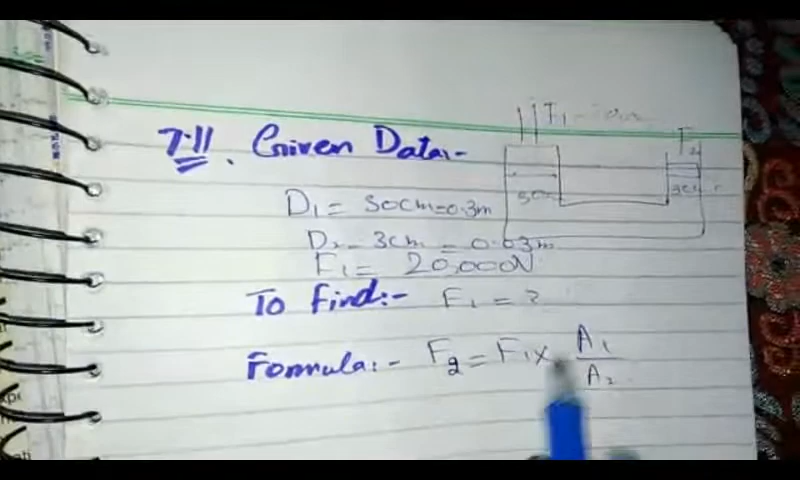 7.11. Given Data:-
D1 = 30cm = 0.3m
D2 = 3cm = 0.03m
F1 = 20,000N
To Find:- F1 = ?
Formula:- F2 = F1 × A1/A2